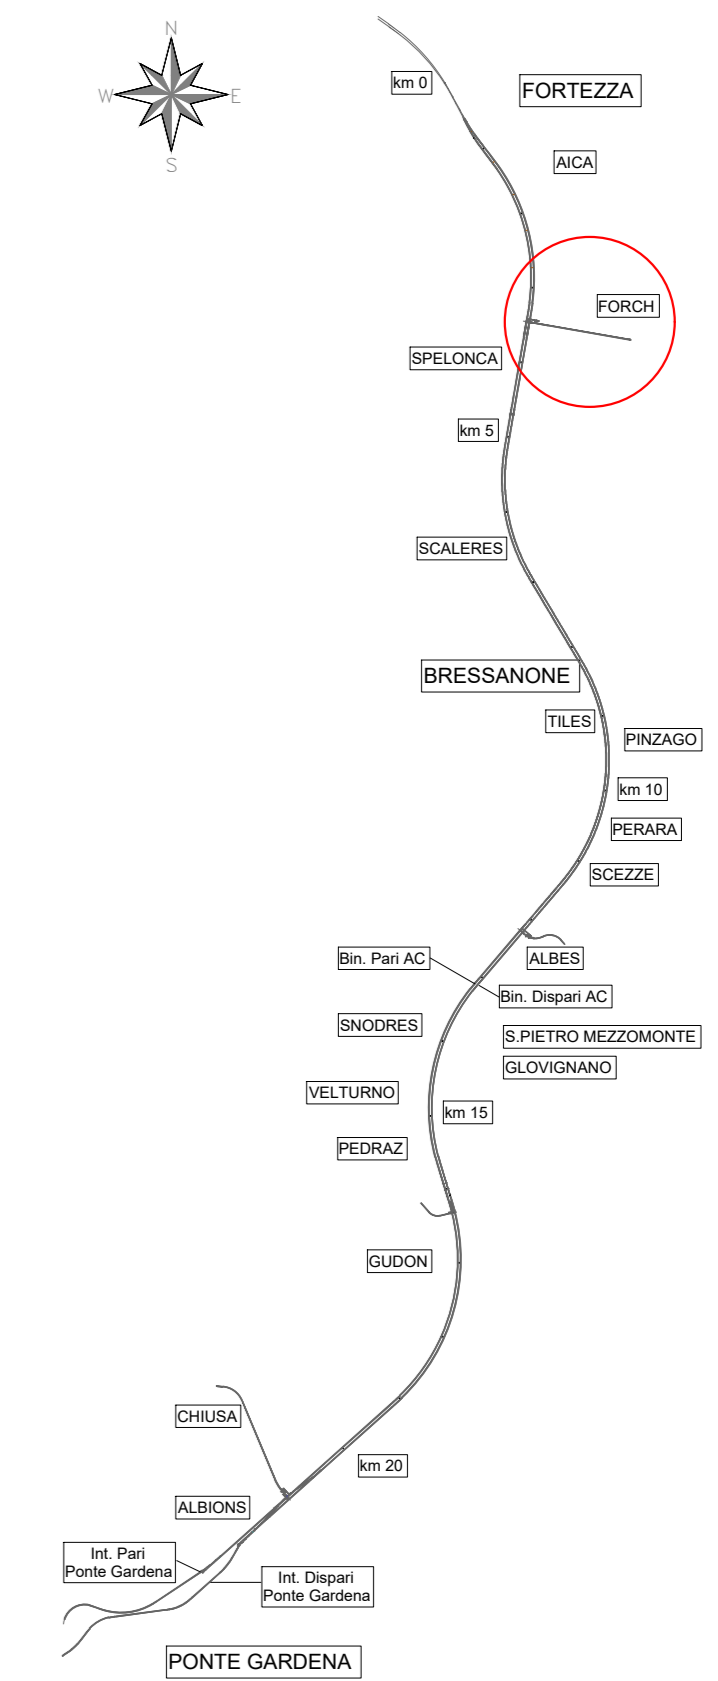 N
W
E
S
km 0
FORTEZZA
AICA
FORCH
SPELONCA
km 5
SCALERES
BRESSANONE
TILES
PINZAGO
km 10
PERARA
SCEZZE
Bin. Pari AC
ALBES
Bin. Dispari AC
SNODRES
S.PIETRO MEZZOMONTE
GLOVIGNANO
VELTURNO
km 15
PEDRAZ
GUDON
CHIUSA
km 20
ALBIONS
Int. Pari
Ponte Gardena
Int. Dispari
Ponte Gardena
PONTE GARDENA